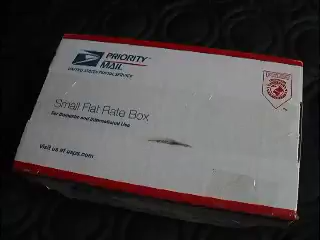 PRIORITY
MAIL
UNITED STATES POSTAL SERVICE
Small Flat Rate Box
For Domestic and International Use
Visit us at usps.com